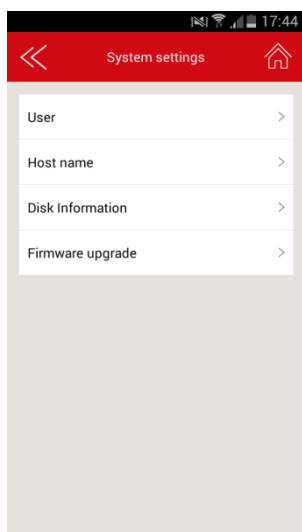 17:44
System settings
User
Host name
Disk Information
Firmware upgrade